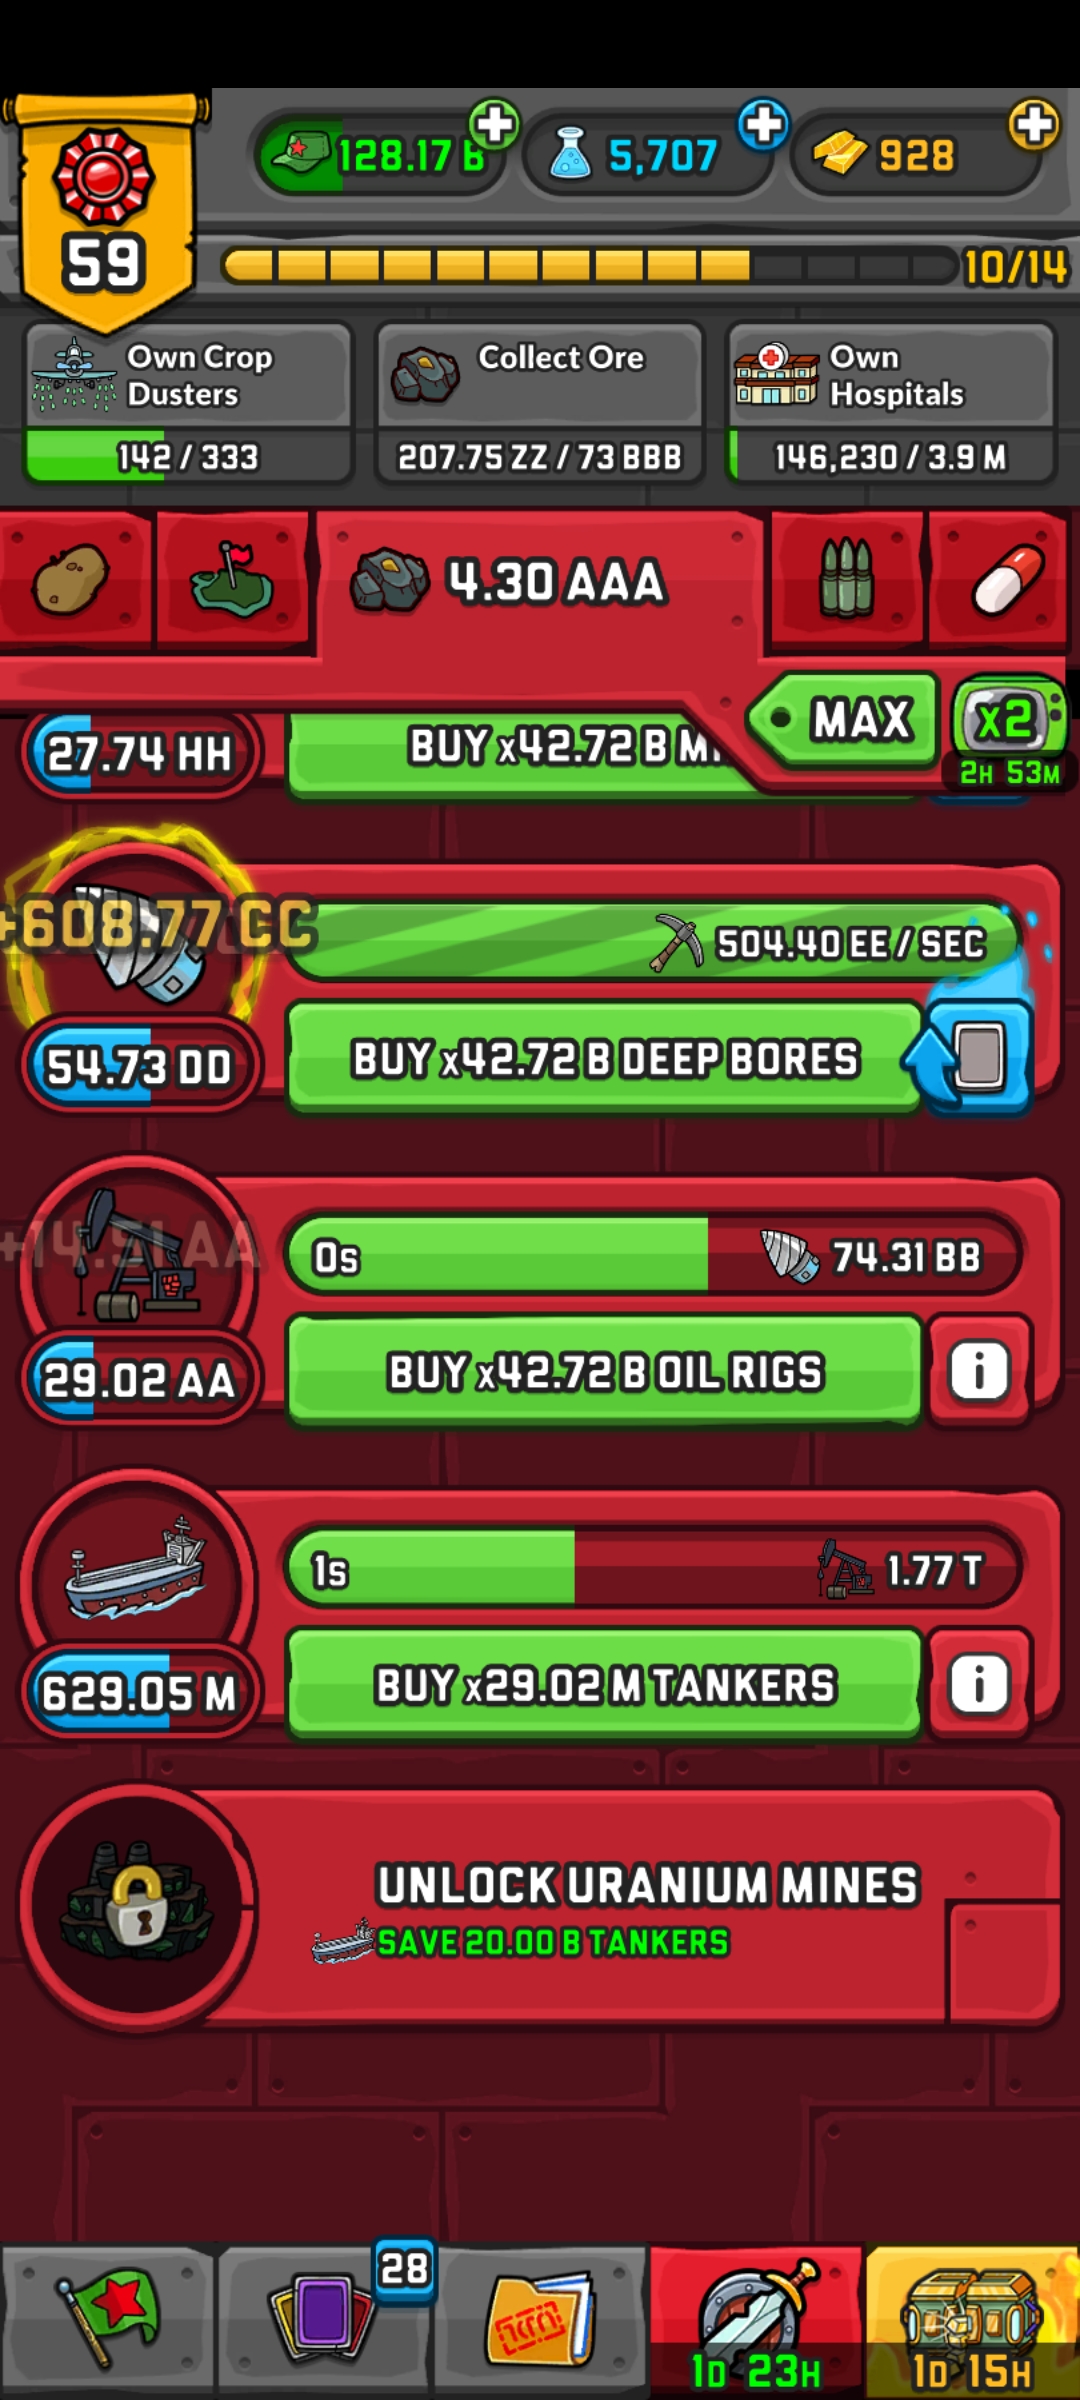 128.17 B
5,707
928
59
10/14
Own Crop
Dusters
142 / 333
Collect Ore
207.75 ZZ / 73 BBB
Own
Hospitals
146,230 / 3.9 M
4.30 AAA
MAX
x2
2H 53M
27.74 HH
BUY x42.72 B
+608.77 CC
504.40 EE / SEC
54.73 DD
BUY x42.72 B DEEP BORES
+14.51 AA
0s
74.31 BB
29.02 AA
BUY x42.72 B OIL RIGS
i
1s
1.77 T
629.05 M
BUY x29.02 M TANKERS
i
UNLOCK URANIUM MINES
SAVE 20.00 B TANKERS
28
1D 23H
1D 15H